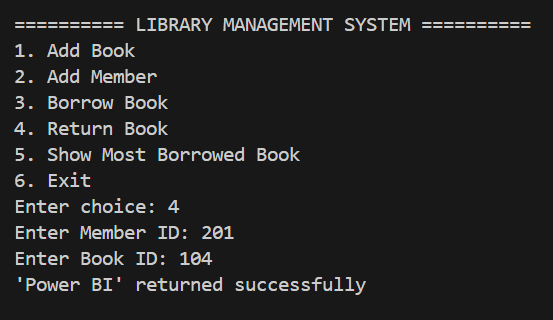 ========== LIBRARY MANAGEMENT SYSTEM ==========
1. Add Book
2. Add Member
3. Borrow Book
4. Return Book
5. Show Most Borrowed Book
6. Exit
Enter choice: 4
Enter Member ID: 201
Enter Book ID: 104
'Power BI' returned successfully